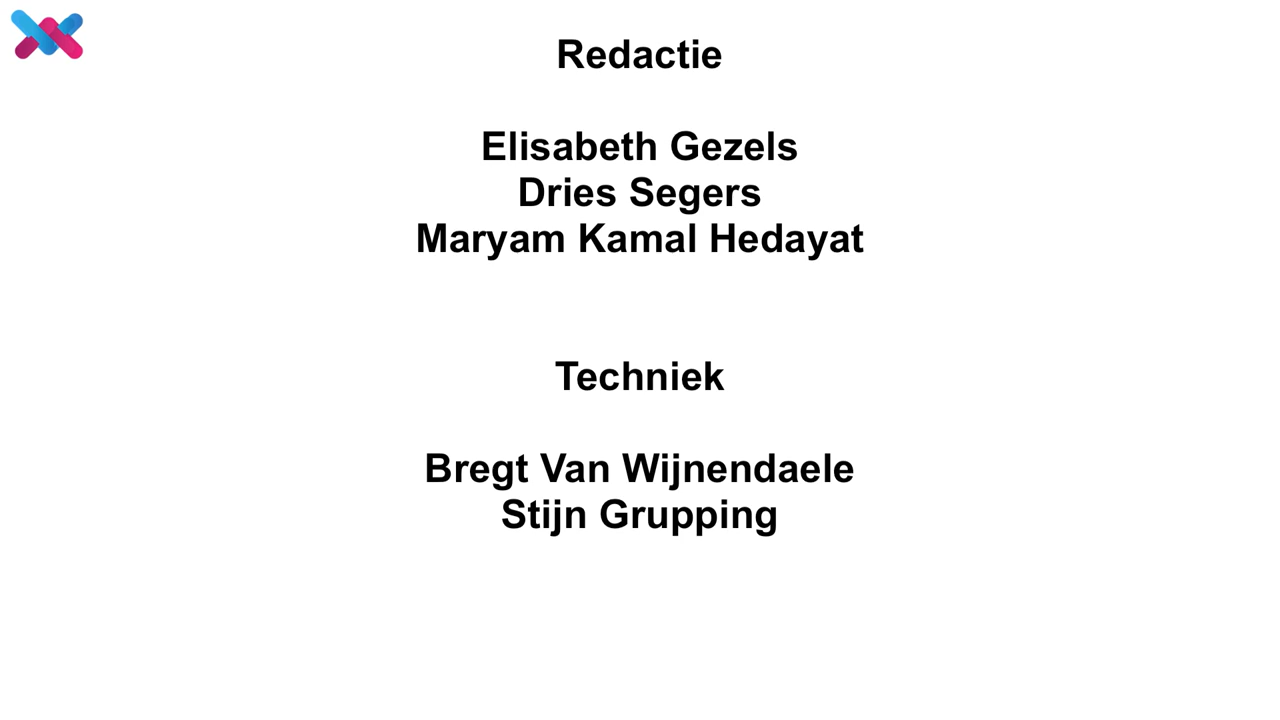 Redactie
Elisabeth Gezels
Dries Segers
Maryam Kamal Hedayat
Techniek
Bregt Van Wijnendaele
Stijn Grupping